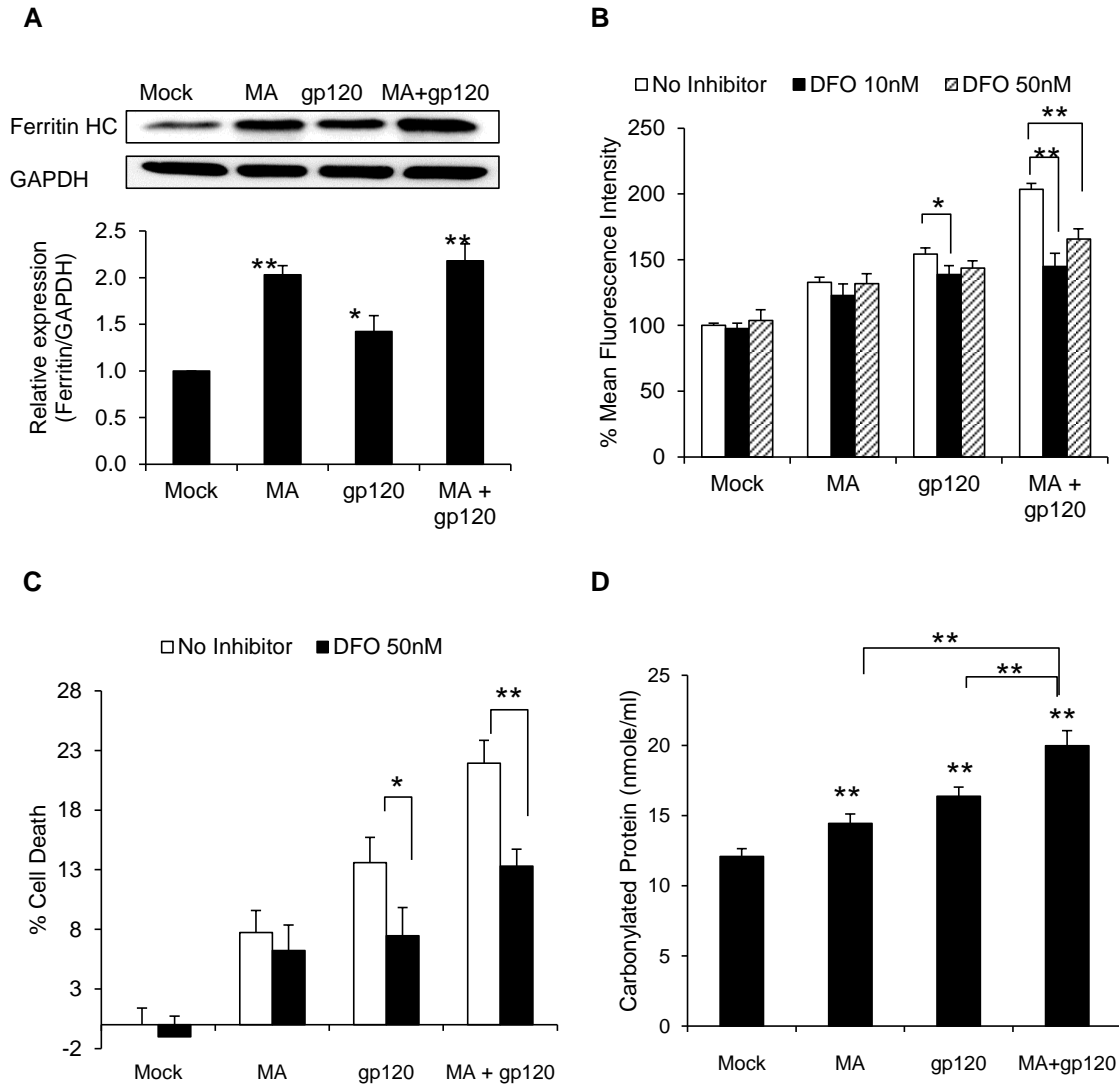 A
Mock MA gp120 MA+gp120
Ferritin HC
GAPDH
Relative expression
(Ferritin/GAPDH)
2.5
2.0
1.5
1.0
0.5
0.0
** * **
Mock MA gp120 MA +
gp120
B
No Inhibitor DFO 10nM DFO 50nM
% Mean Fluorescence Intensity
250
200
150
100
50
0
**
**
*
Mock MA gp120 MA +
gp120
C
No Inhibitor DFO 50nM
% Cell Death
28
23
18
13
8
3
-2
**
*
Mock MA gp120 MA + gp120
D
Carbonylated Protein (nmole/ml)
25
20
15
10
5
0
**
**
**
**
**
Mock MA gp120 MA+gp120